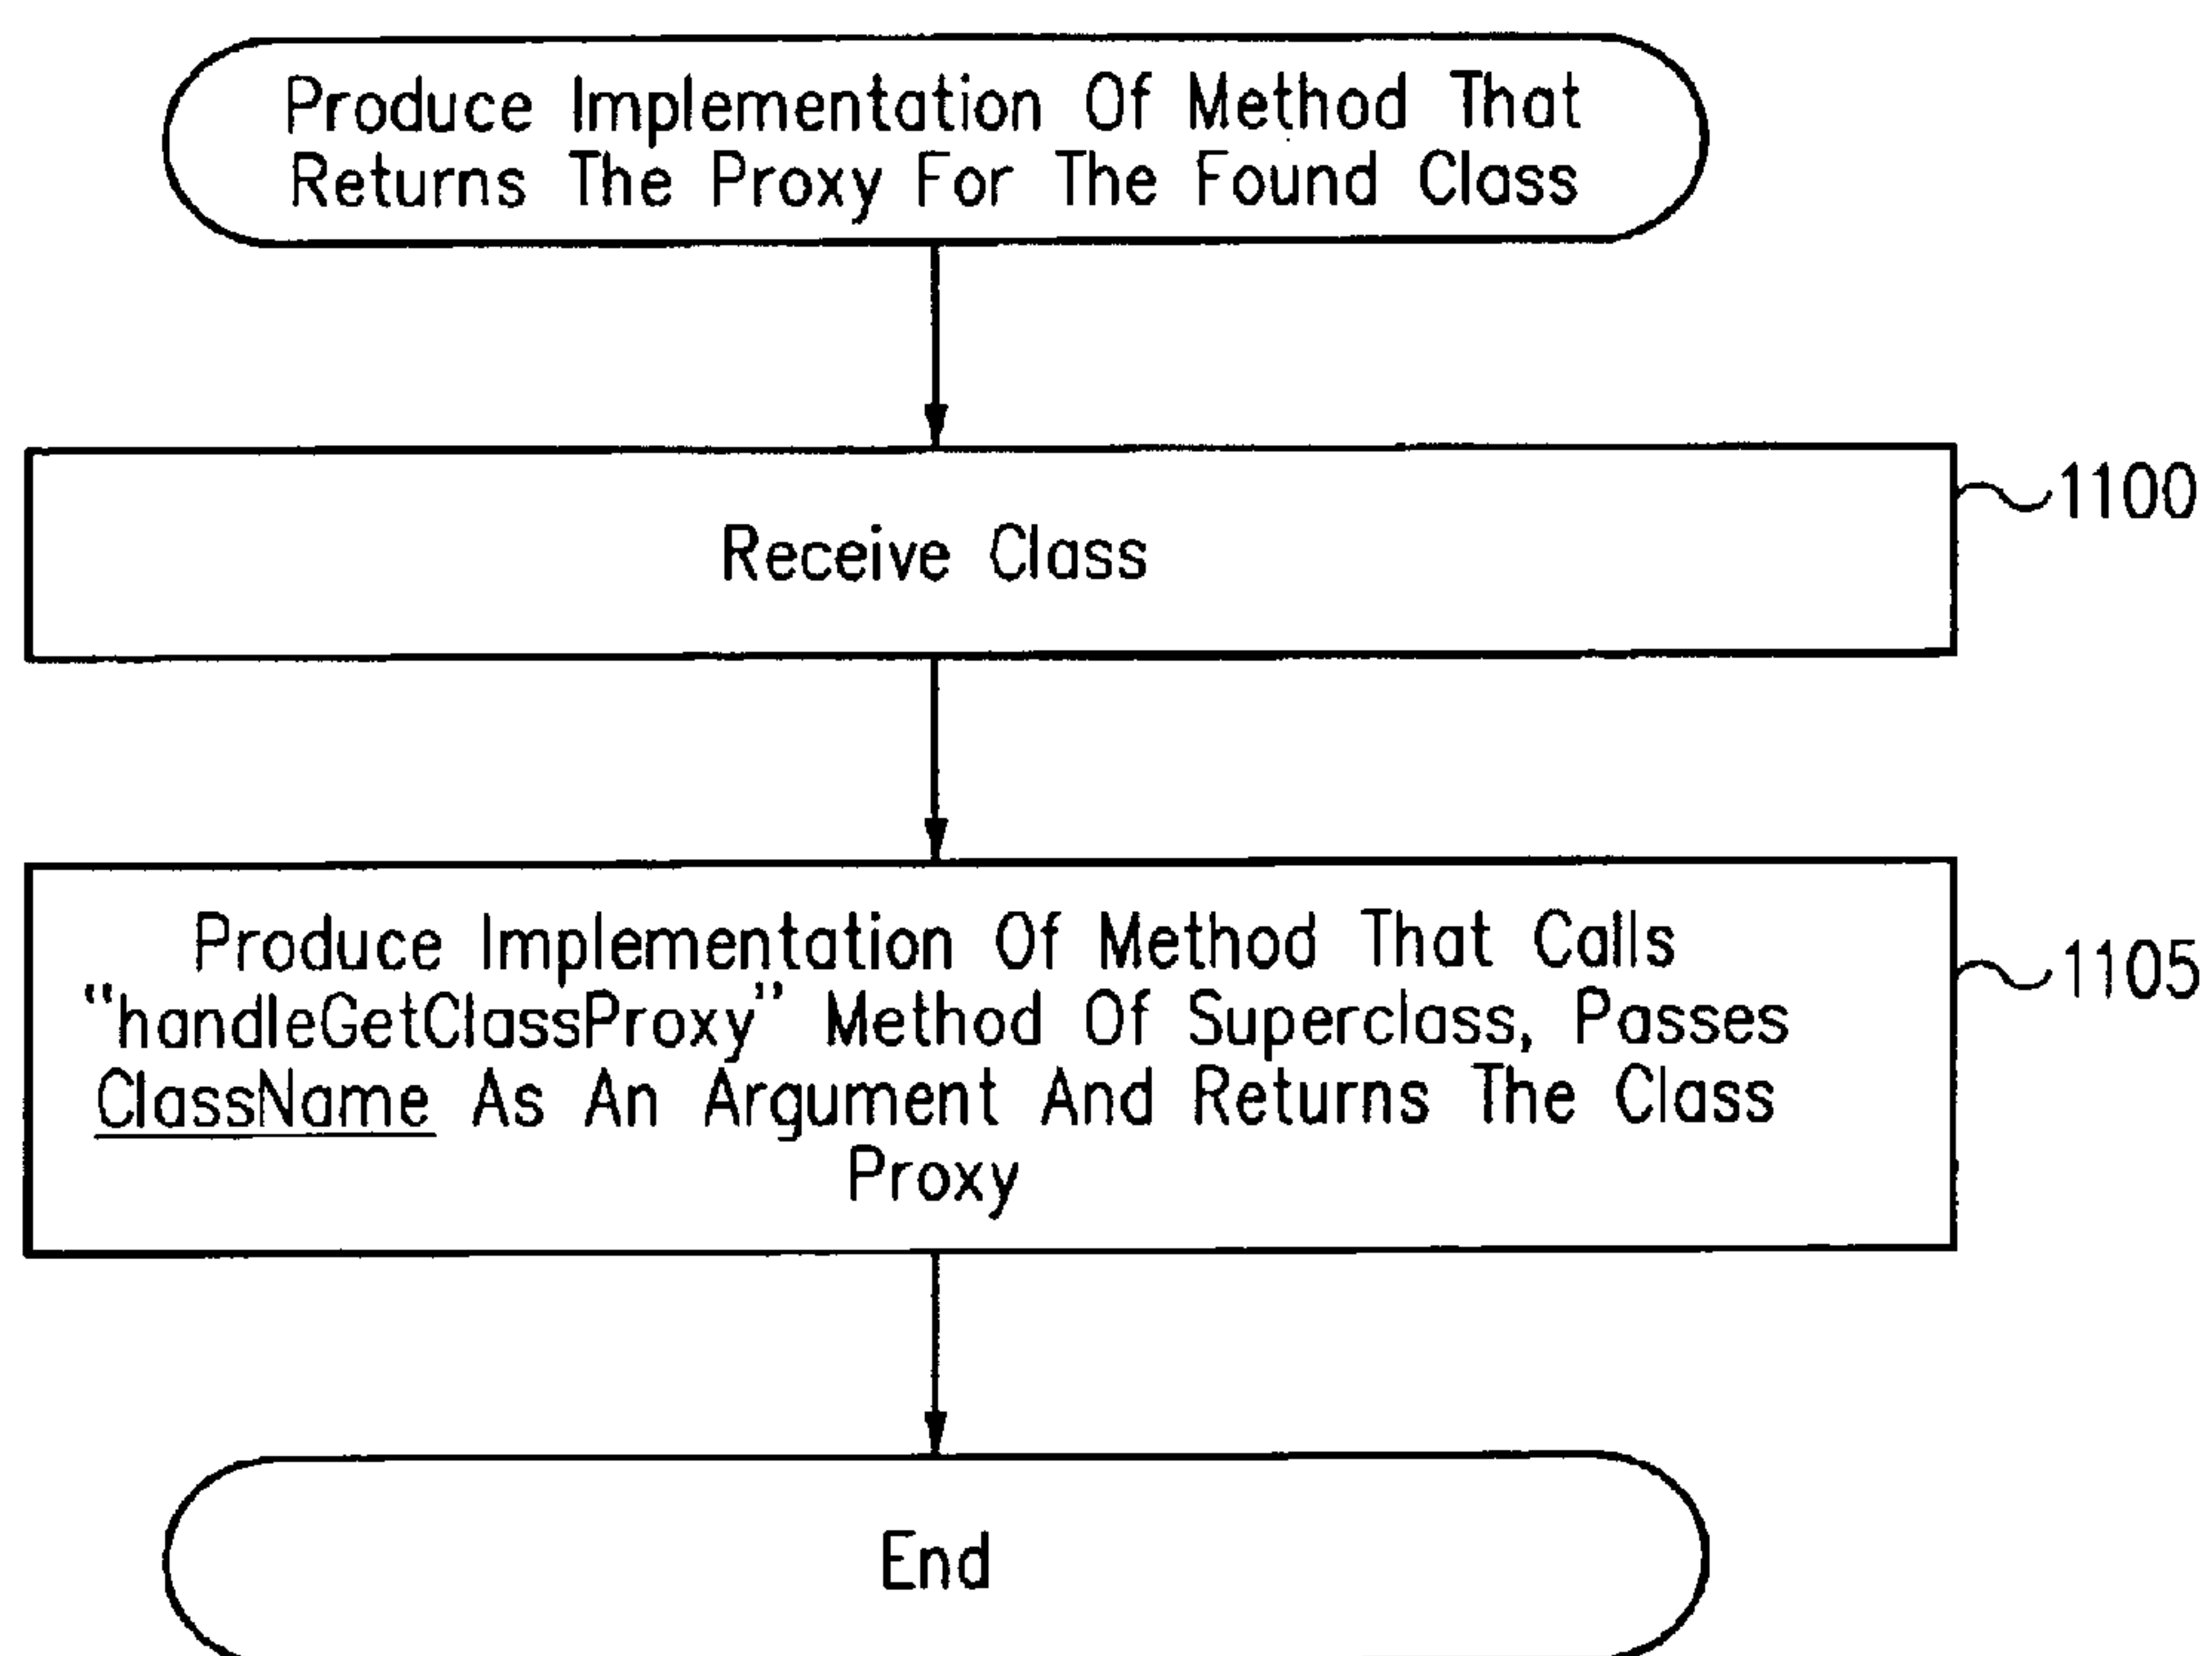 Produce Implementation Of Method That
Returns The Proxy For The Found Class
Receive Class
1100
Produce Implementation Of Method That Calls
“handleGetClassProxy” Method Of Superclass, Passes
ClassName As An Argument And Returns The Class
Proxy
1105
End